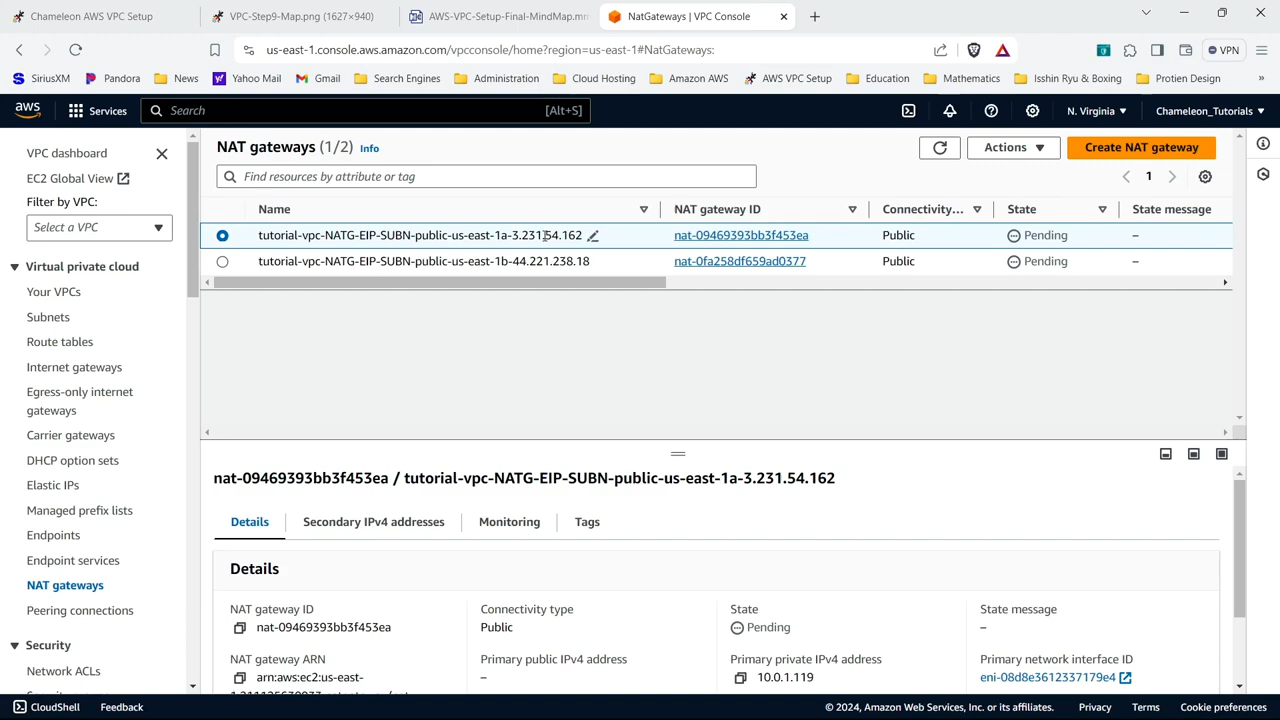 Chameleon AWS VPC Setup
VPC-Step9-Map.png (1627×940)
AWS-VPC-Setup-Final-MindMap.mm
NatGateways | VPC Console
us-east-1.console.aws.amazon.com/vpcconsole/home?region=us-east-1#NatGateways:
VPN
SiriusXM
Pandora
News
Yahoo Mail
Gmail
Search Engines
Administration
Cloud Hosting
Amazon AWS
AWS VPC Setup
Education
Mathematics
Isshin Ryu & Boxing
Protien Design
»
aws
Services
Search
[Alt+S]
N. Virginia
Chameleon_Tutorials
VPC dashboard
EC2 Global View
Filter by VPC:
Select a VPC
Virtual private cloud
Your VPCs
Subnets
Route tables
Internet gateways
Egress-only internet
gateways
Carrier gateways
DHCP option sets
Elastic IPs
Managed prefix lists
Endpoints
Endpoint services
NAT gateways
Peering connections
Security
Network ACLs
NAT gateways (1/2) Info
Actions
Create NAT gateway
Find resources by attribute or tag
1
Name
NAT gateway ID
Connectivity...
State
State message
tutorial-vpc-NATG-EIP-SUBN-public-us-east-1a-3.231.54.162
nat-09469393bb3f453ea
Public
Pending
–
tutorial-vpc-NATG-EIP-SUBN-public-us-east-1b-44.221.238.18
nat-0fa258df659ad0377
Public
Pending
–
nat-09469393bb3f453ea / tutorial-vpc-NATG-EIP-SUBN-public-us-east-1a-3.231.54.162
Details
Secondary IPv4 addresses
Monitoring
Tags
Details
NAT gateway ID
nat-09469393bb3f453ea
Connectivity type
Public
State
Pending
State message
–
NAT gateway ARN
arn:aws:ec2:us-east-
Primary public IPv4 address
–
Primary private IPv4 address
10.0.1.119
Primary network interface ID
eni-08d8e3612337179e4
CloudShell
Feedback
© 2024, Amazon Web Services, Inc. or its affiliates.
Privacy
Terms
Cookie preferences